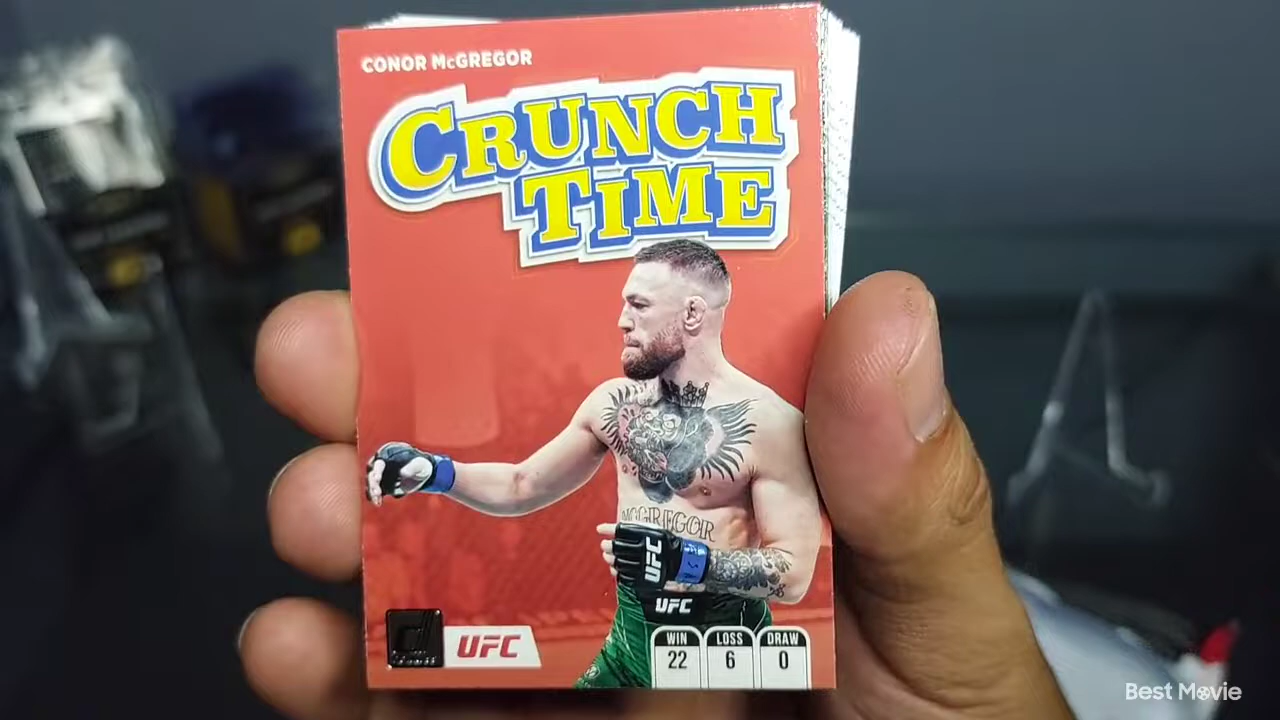 CONOR McGREGOR
CRUNCH
TIME
McGREGOR
UFC
UFC
UFC
WIN LOSS DRAW
22 6 0
Best Movie